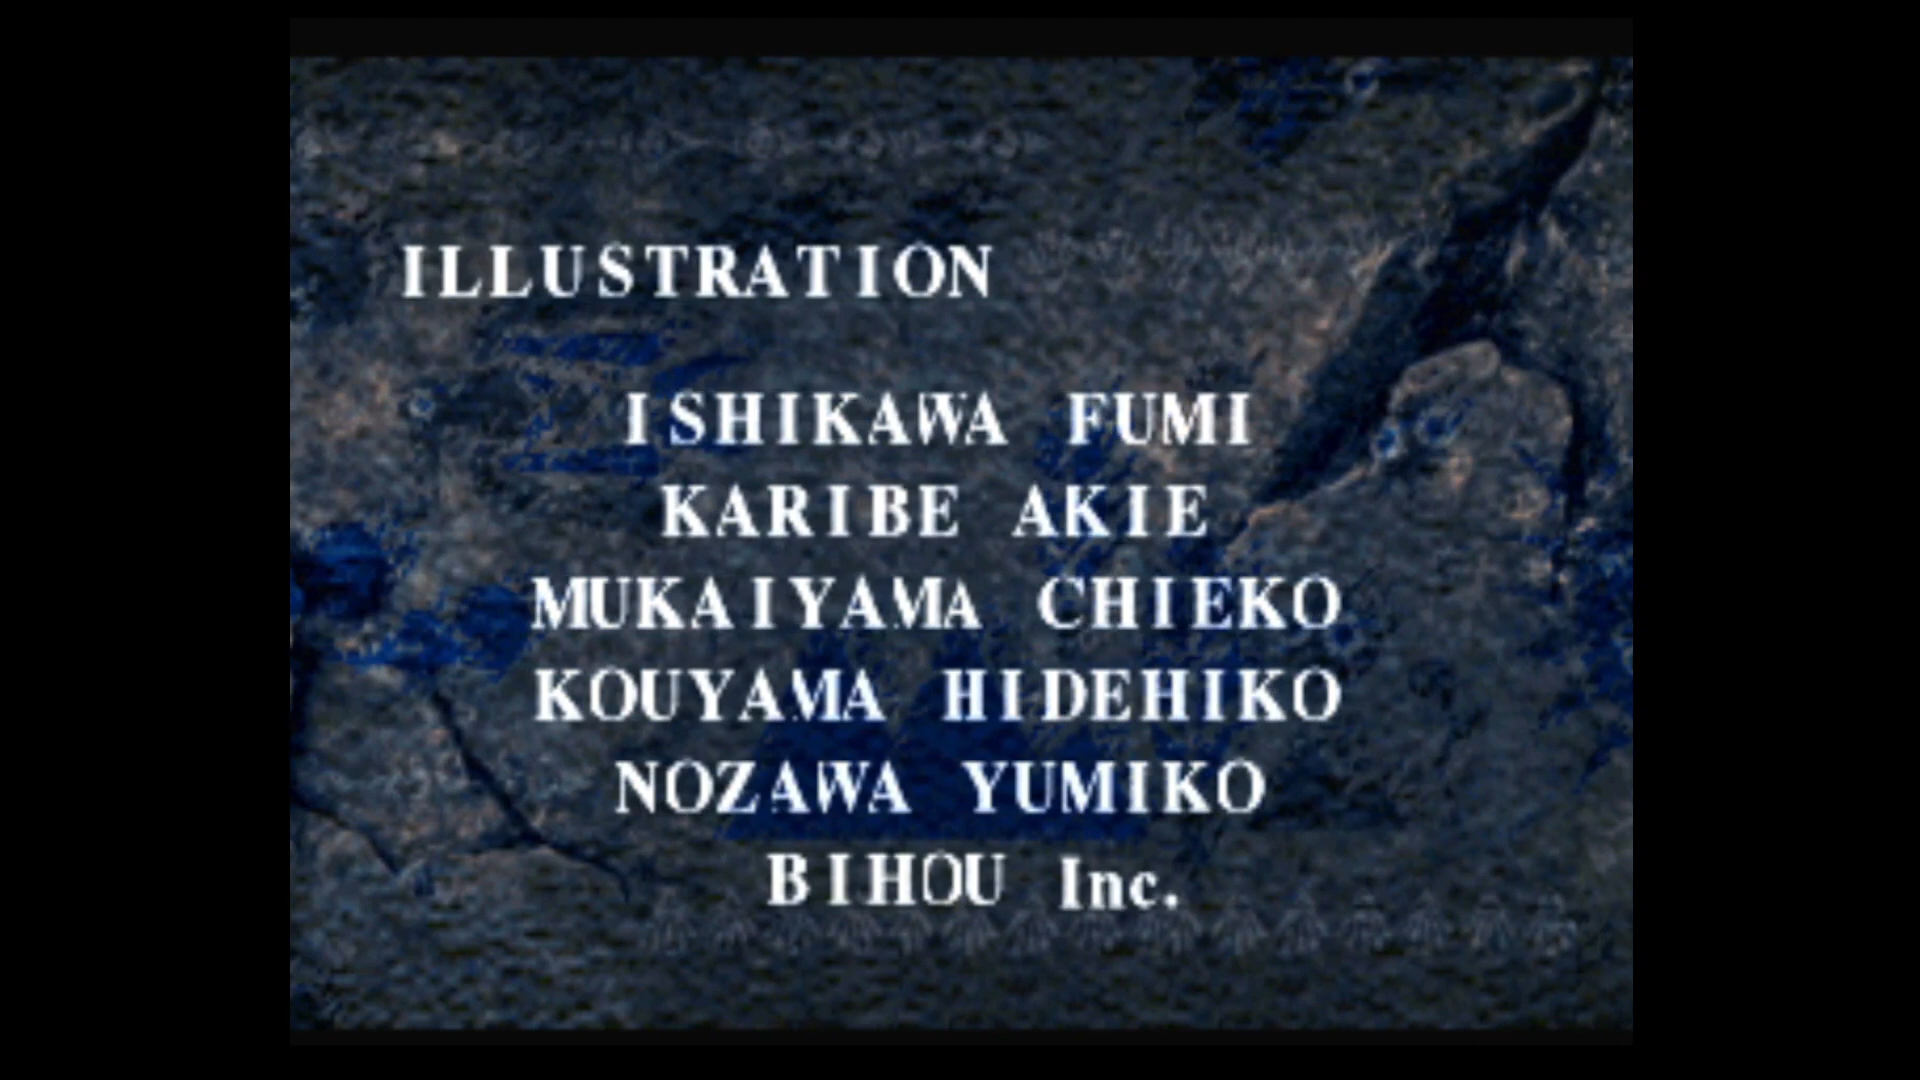 ILLUSTRATION
ISHIKAWA FUMI
KARIBE AKIE
MUKAIYAMA CHIEKO
KOUYAMA HIDEHIKO
NOZAWA YUMIKO
BIHOU Inc.